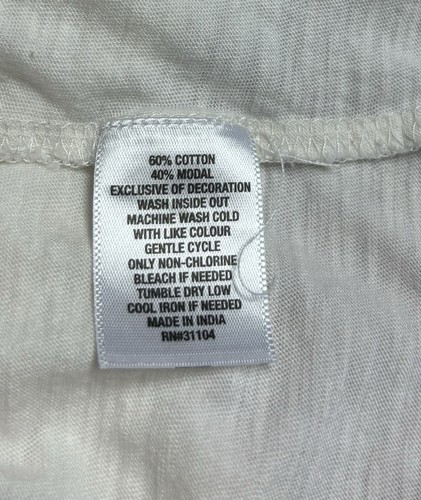 60% COTTON
40% MODAL
EXCLUSIVE OF DECORATION
WASH INSIDE OUT
MACHINE WASH COLD
WITH LIKE COLOUR
GENTLE CYCLE
ONLY NON-CHLORINE
BLEACH IF NEEDED
TUMBLE DRY LOW
COOL IRON IF NEEDED
MADE IN INDIA
RN#31104